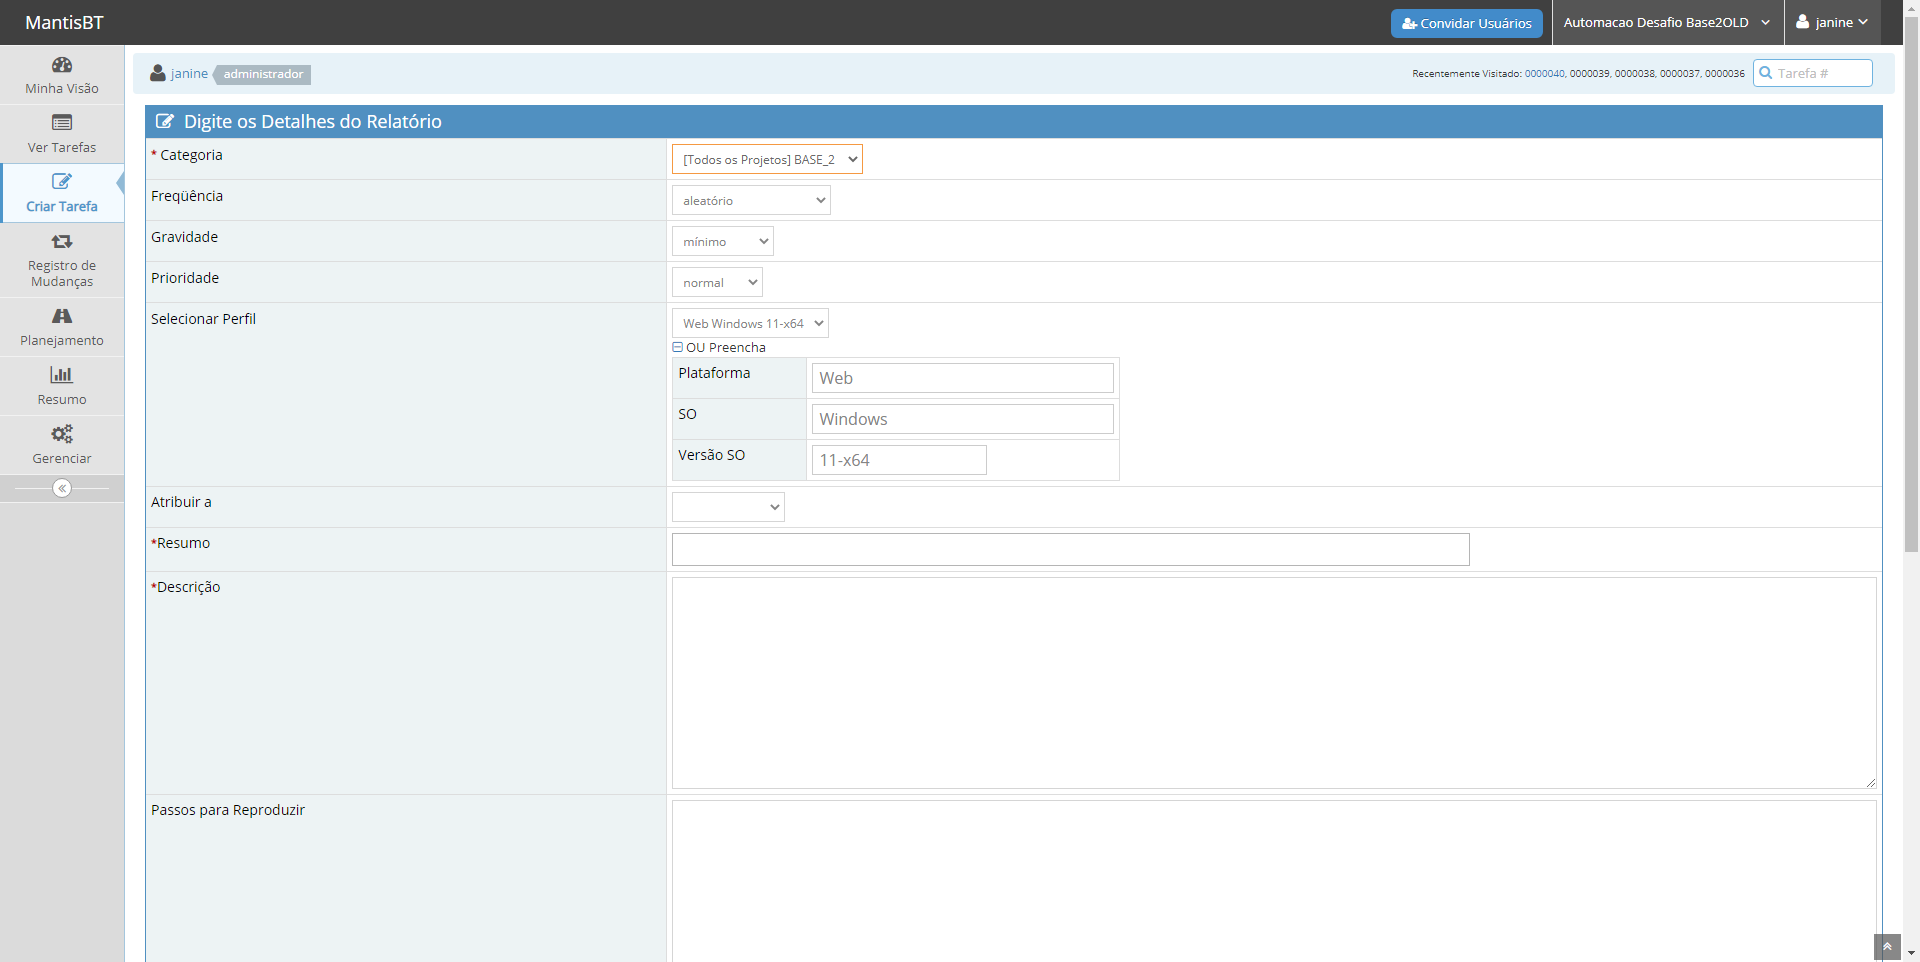 MantisBT
Convidar Usuários
Automacao Desafio Base2OLD
janine
janine
administrador
Recentemente Visitado: 0000040, 0000039, 0000038, 0000037, 0000036
Tarefa #
Minha Visão
Ver Tarefas
Criar Tarefa
Registro de
Mudanças
Planejamento
Resumo
Gerenciar
Digite os Detalhes do Relatório
* Categoria
[Todos os Projetos] BASE_2
Freqüência
aleatório
Gravidade
mínimo
Prioridade
normal
Selecionar Perfil
Web Windows 11-x64
OU Preencha
Plataforma
Web
SO
Windows
Versão SO
11-x64
Atribuir a
*Resumo
*Descrição
Passos para Reproduzir